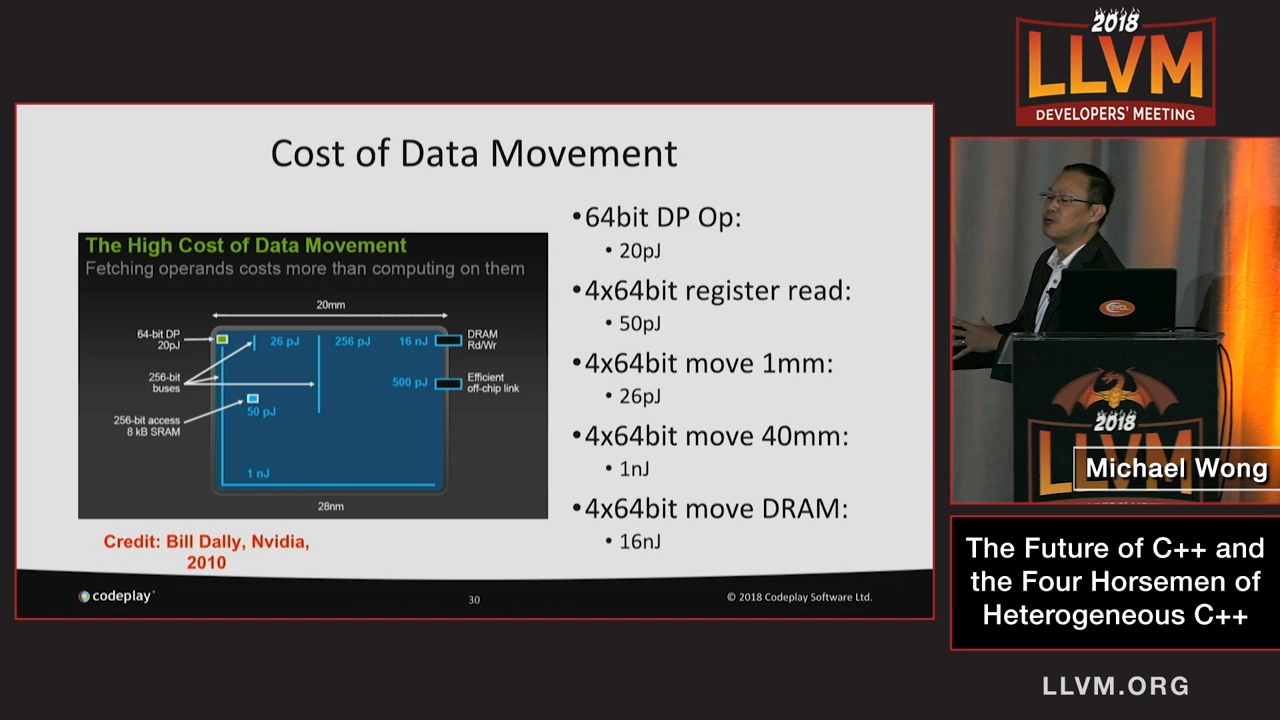 Cost of Data Movement
The High Cost of Data Movement
Fetching operands costs more than computing on them
20mm
64-bit DP
20pJ
26 pJ
256 pJ
16 nJ
DRAM
Rd/Wr
256-bit
buses
500 pJ
Efficient
off-chip link
256-bit access
8 kB SRAM
50 pJ
1 nJ
28nm
Credit: Bill Dally, Nvidia,
2010
•64bit DP Op:
• 20pJ
•4x64bit register read:
• 50pJ
•4x64bit move 1mm:
• 26pJ
•4x64bit move 40mm:
• 1nJ
•4x64bit move DRAM:
• 16nJ
codeplay
30
© 2018 Codeplay Software Ltd.
2018
LLVM
DEVELOPERS' MEETING
SYCL
2018
LLVM
Michael Wong
The Future of C++ and
the Four Horsemen of
Heterogeneous C++
LLVM.ORG